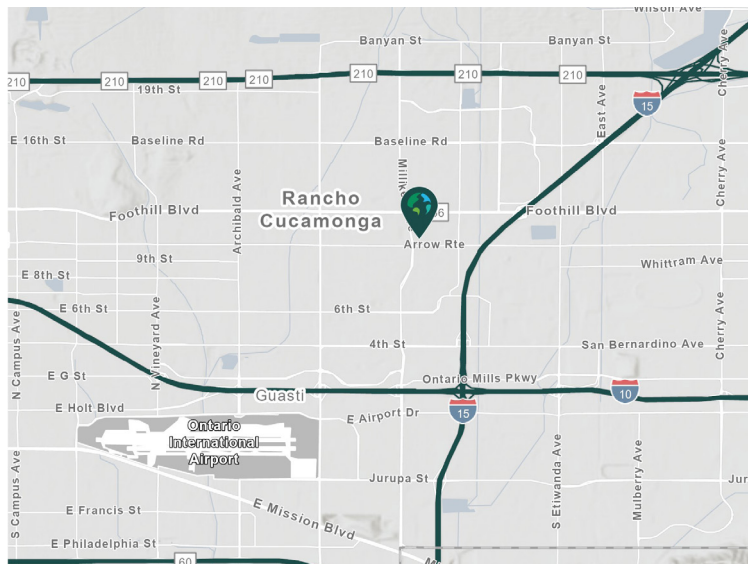 Wilson Ave
Banyan St
Banyan St
Cherry Ave
210
210
210
210
210
210
210
19th St
15
East Ave
E 16th St
Baseline Rd
Baseline Rd
Archibald Ave
Cherry Ave
Rancho
Cucamonga
Foothill Blvd
Foothill Blvd
Arrow Rte
9th St
Whittram Ave
E 8th St
E 6th St
6th St
N Campus Ave
N Vineyard Ave
4th St
San Bernardino Ave
Cherry Ave
E G St
Ontario Mills Pkwy
Guasti
10
E Holt Blvd
E Airport Dr
15
Ontario
International
Airport
Jurupa St
S Campus Ave
S Etiwanda Ave
Mulberry Ave
E Francis St
E Mission Blvd
E Philadelphia St
60